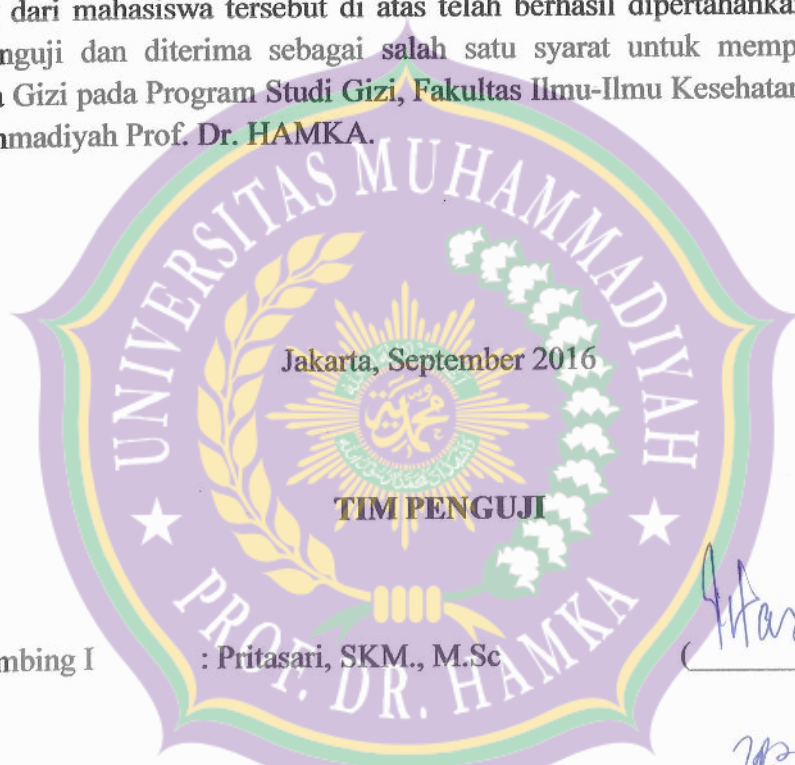 dari mahasiswa tersebut di atas telah berhasil dipertahankan
nguji dan diterima sebagai salah satu syarat untuk memp
Gizi pada Program Studi Gizi, Fakultas Ilmu-Ilmu Kesehatan
mmadiyah Prof. Dr. HAMKA.
UNIVERSITAS MUHAMMADIYAH
Jakarta, September 2016
محمدية
TIM PENGUJI
mbing I : Pritasari, SKM., M.Sc (
PROF. DR. HAMKA